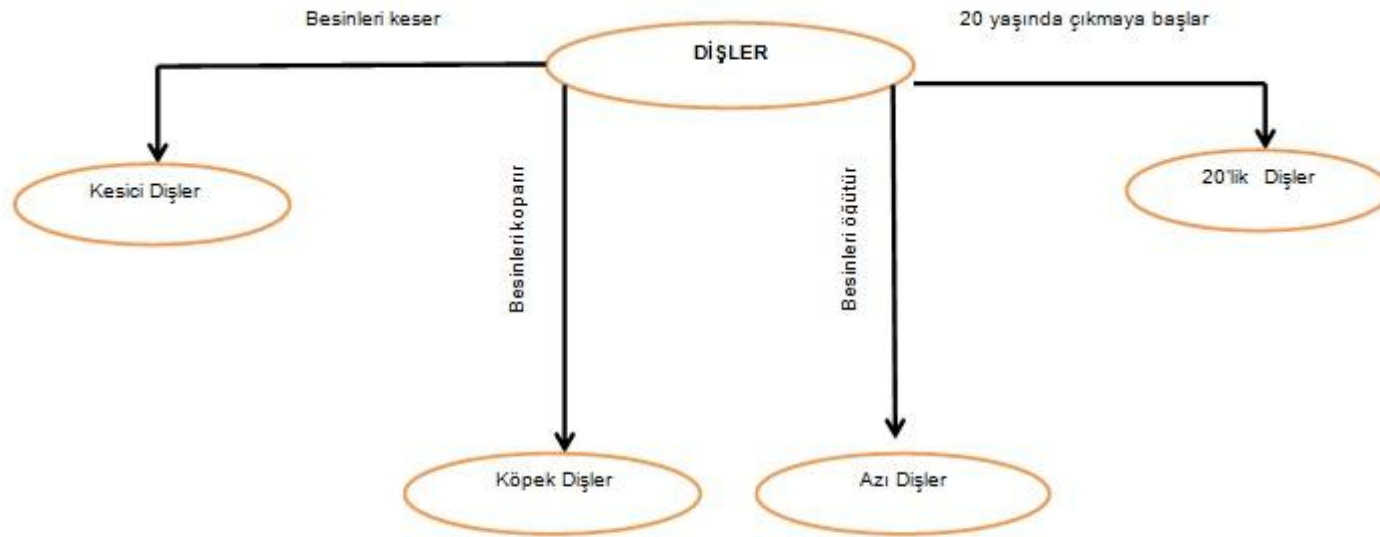 Besinleri keser
20 yaşında çıkmaya başlar
DİŞLER
Kesici Dişler
20'lik Dişler
Besinleri koparır
Besinleri öğütür
Köpek Dişler
Azı Dişler